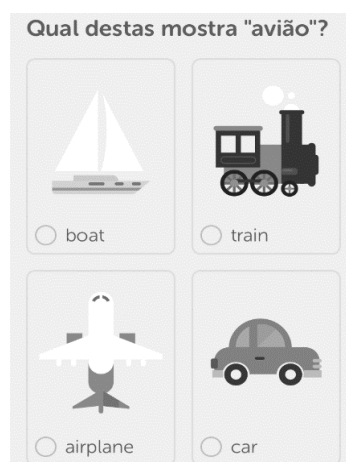 Qual destas mostra "avião"?
boat
train
airplane
car